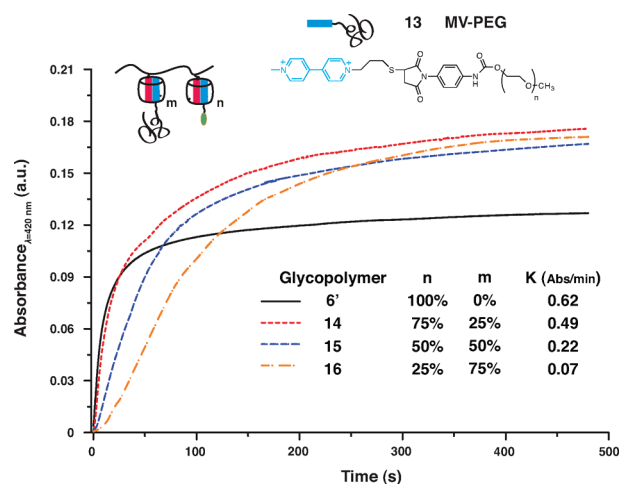 13 MV-PEG
N
+
N
+
S
O
O
N
N
H
O
O
O
CH₃
n
m
n
Absorbance λ=420 nm (a.u.)
0.21
0.18
0.15
0.12
0.09
0.06
0.03
0
Glycopolymer n m K (Abs/min)
6' 100% 0% 0.62
14 75% 25% 0.49
15 50% 50% 0.22
16 25% 75% 0.07
0 100 200 300 400 500
Time (s)